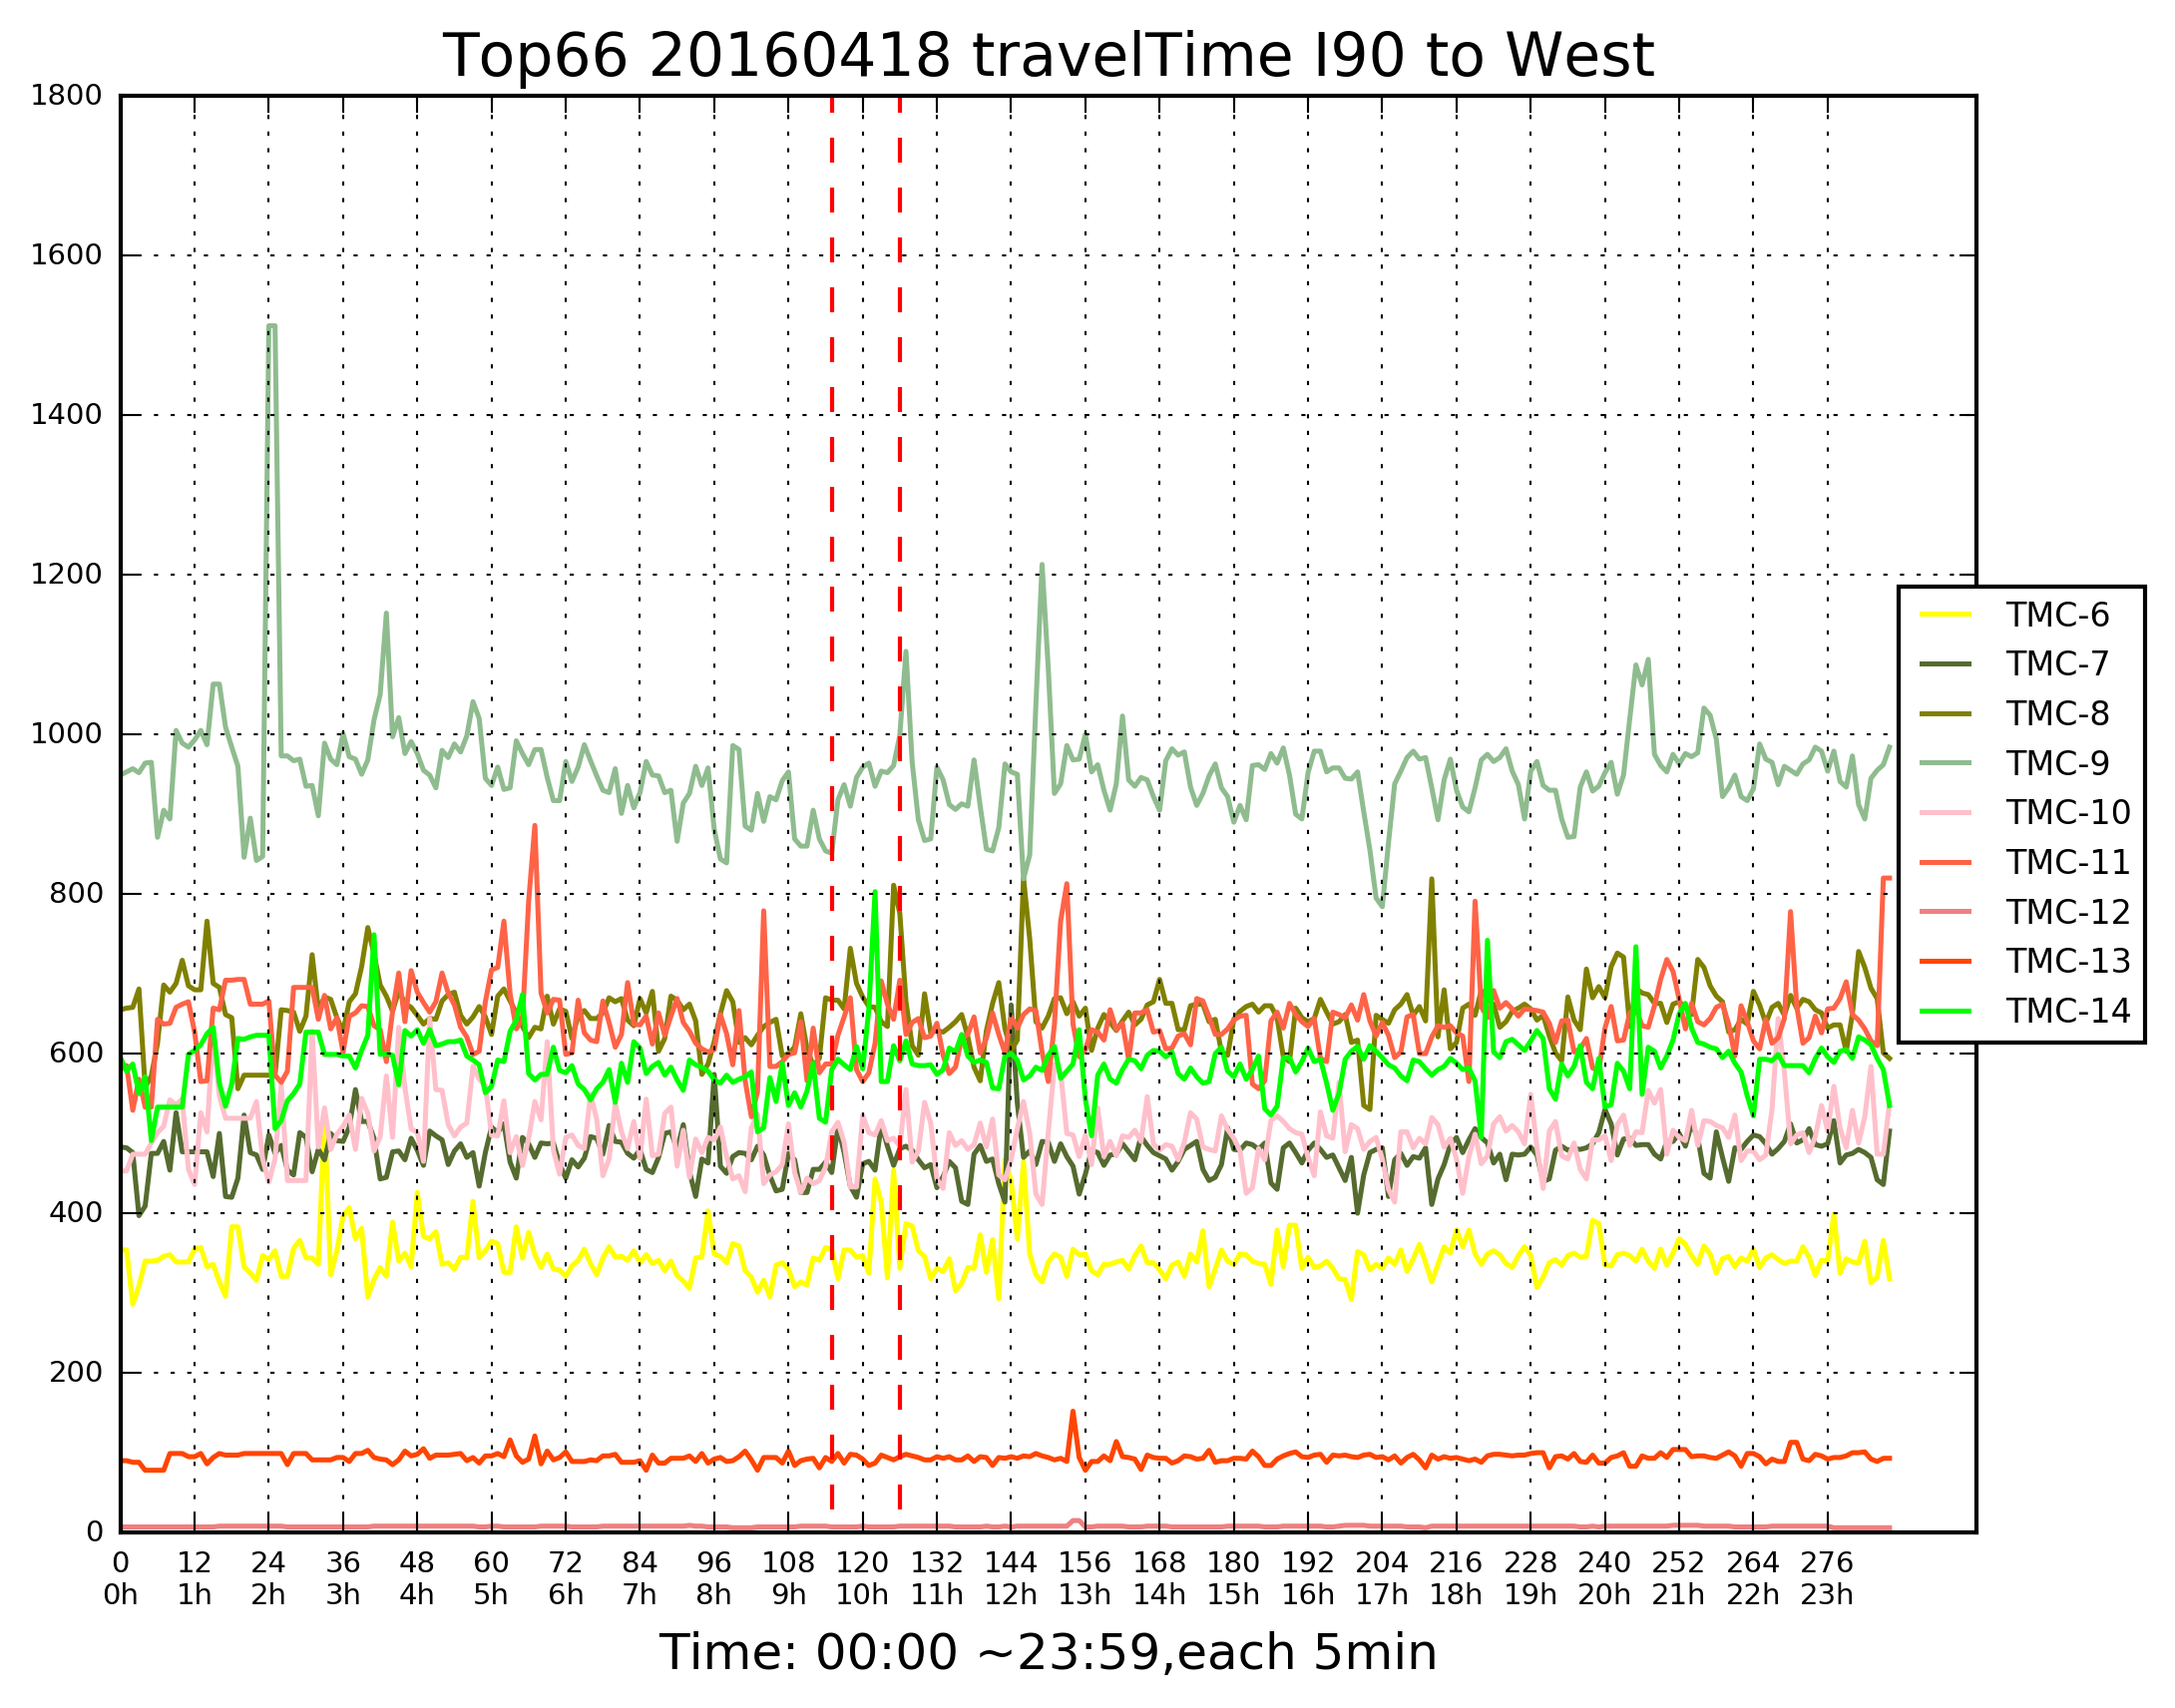 Top66 20160418 travelTime I90 to West
1800
1600
1400
1200
1000
800
600
400
200
0
TMC-6
TMC-7
TMC-8
TMC-9
TMC-10
TMC-11
TMC-12
TMC-13
TMC-14
0 12 24 36 48 60 72 84 96 108 120 132 144 156 168 180 192 204 216 228 240 252 264 276
0h 1h 2h 3h 4h 5h 6h 7h 8h 9h 10h 11h 12h 13h 14h 15h 16h 17h 18h 19h 20h 21h 22h 23h
Time: 00:00 ~23:59,each 5min